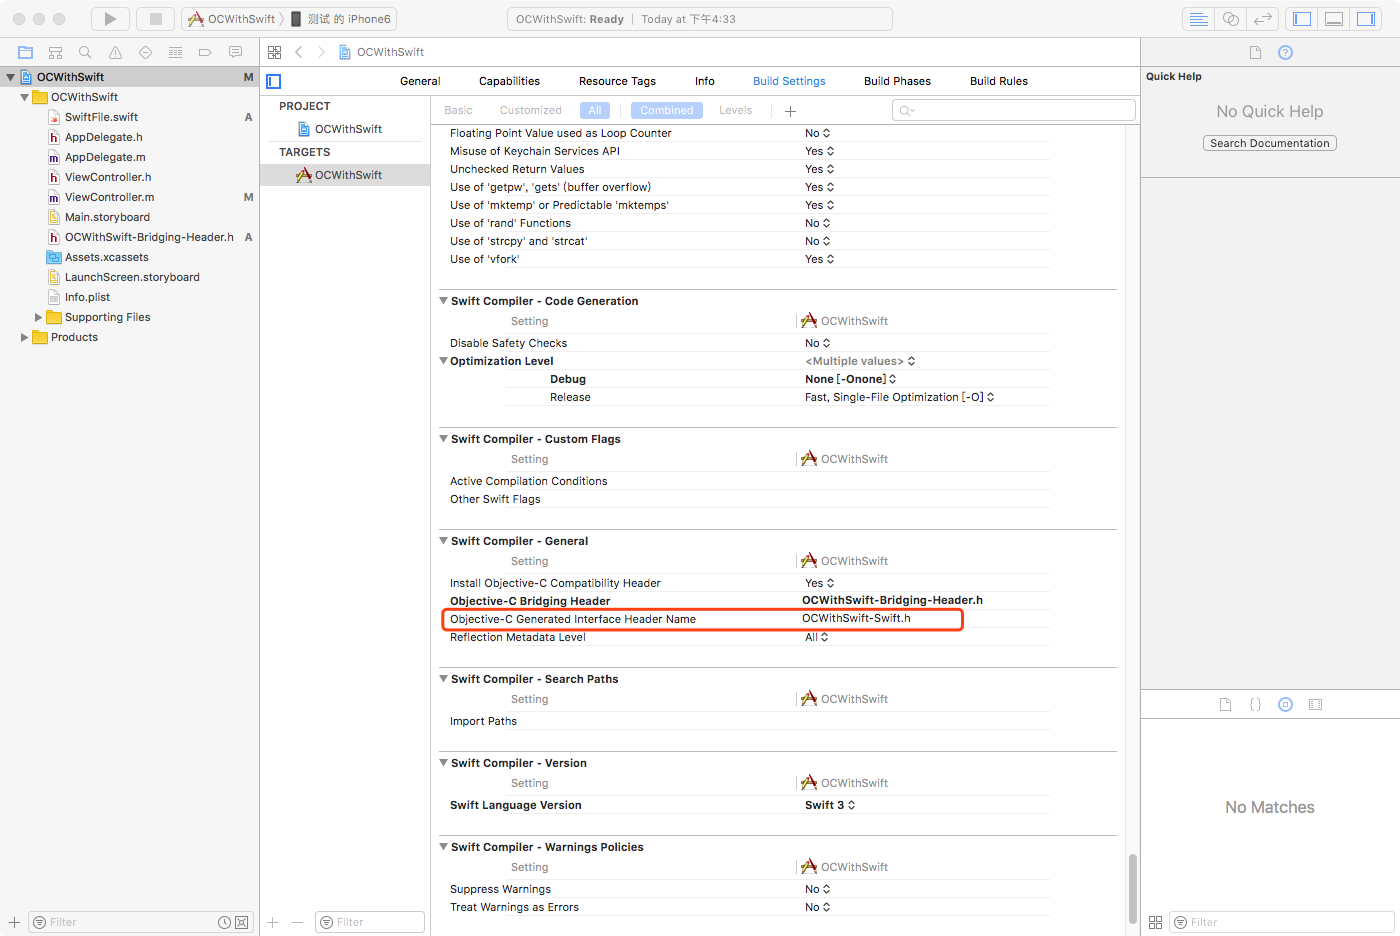 OCWithSwift 测试 的 iPhone6
OCWithSwift: Ready | Today at 下午4:33
OCWithSwift
OCWithSwift M
OCWithSwift
SwiftFile.swift A
AppDelegate.h
AppDelegate.m
ViewController.h
ViewController.m M
Main.storyboard
OCWithSwift-Bridging-Header.h A
Assets.xcassets
LaunchScreen.storyboard
Info.plist
Supporting Files
Products
Filter
General Capabilities Resource Tags Info Build Settings Build Phases Build Rules
PROJECT
OCWithSwift
TARGETS
OCWithSwift
Filter
Basic Customized All Combined Levels
Floating Point Value used as Loop Counter No
Misuse of Keychain Services API Yes
Unchecked Return Values Yes
Use of 'getpw', 'gets' (buffer overflow) Yes
Use of 'mktemp' or Predictable 'mktemps' Yes
Use of 'rand' Functions No
Use of 'strcpy' and 'strcat' No
Use of 'vfork' Yes
Swift Compiler - Code Generation
Setting OCWithSwift
Disable Safety Checks No
Optimization Level <Multiple values>
Debug None [-Onone]
Release Fast, Single-File Optimization [-O]
Swift Compiler - Custom Flags
Setting OCWithSwift
Active Compilation Conditions
Other Swift Flags
Swift Compiler - General
Setting OCWithSwift
Install Objective-C Compatibility Header Yes
Objective-C Bridging Header OCWithSwift-Bridging-Header.h
Objective-C Generated Interface Header Name OCWithSwift-Swift.h
Reflection Metadata Level All
Swift Compiler - Search Paths
Setting OCWithSwift
Import Paths
Swift Compiler - Version
Setting OCWithSwift
Swift Language Version Swift 3
Swift Compiler - Warnings Policies
Setting OCWithSwift
Suppress Warnings No
Treat Warnings as Errors No
Quick Help
No Quick Help
Search Documentation
No Matches
Filter